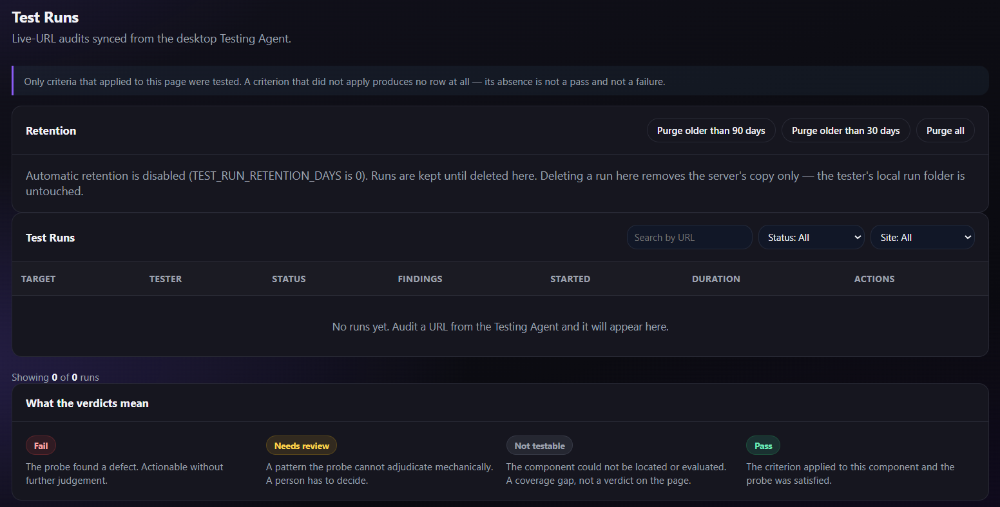 Test Runs
Live-URL audits synced from the desktop Testing Agent.
Only criteria that applied to this page were tested. A criterion that did not apply produces no row at all — its absence is not a pass and not a failure.
Retention
Purge older than 90 days
Purge older than 30 days
Purge all
Automatic retention is disabled (TEST_RUN_RETENTION_DAYS is 0). Runs are kept until deleted here. Deleting a run here removes the server's copy only — the tester's local run folder is
untouched.
Test Runs
Search by URL
Status: All
Site: All
TARGET TESTER STATUS FINDINGS STARTED DURATION ACTIONS
No runs yet. Audit a URL from the Testing Agent and it will appear here.
Showing 0 of 0 runs
What the verdicts mean
Fail
The probe found a defect. Actionable without
further judgement.
Needs review
A pattern the probe cannot adjudicate mechanically.
A person has to decide.
Not testable
The component could not be located or evaluated.
A coverage gap, not a verdict on the page.
Pass
The criterion applied to this component and the
probe was satisfied.